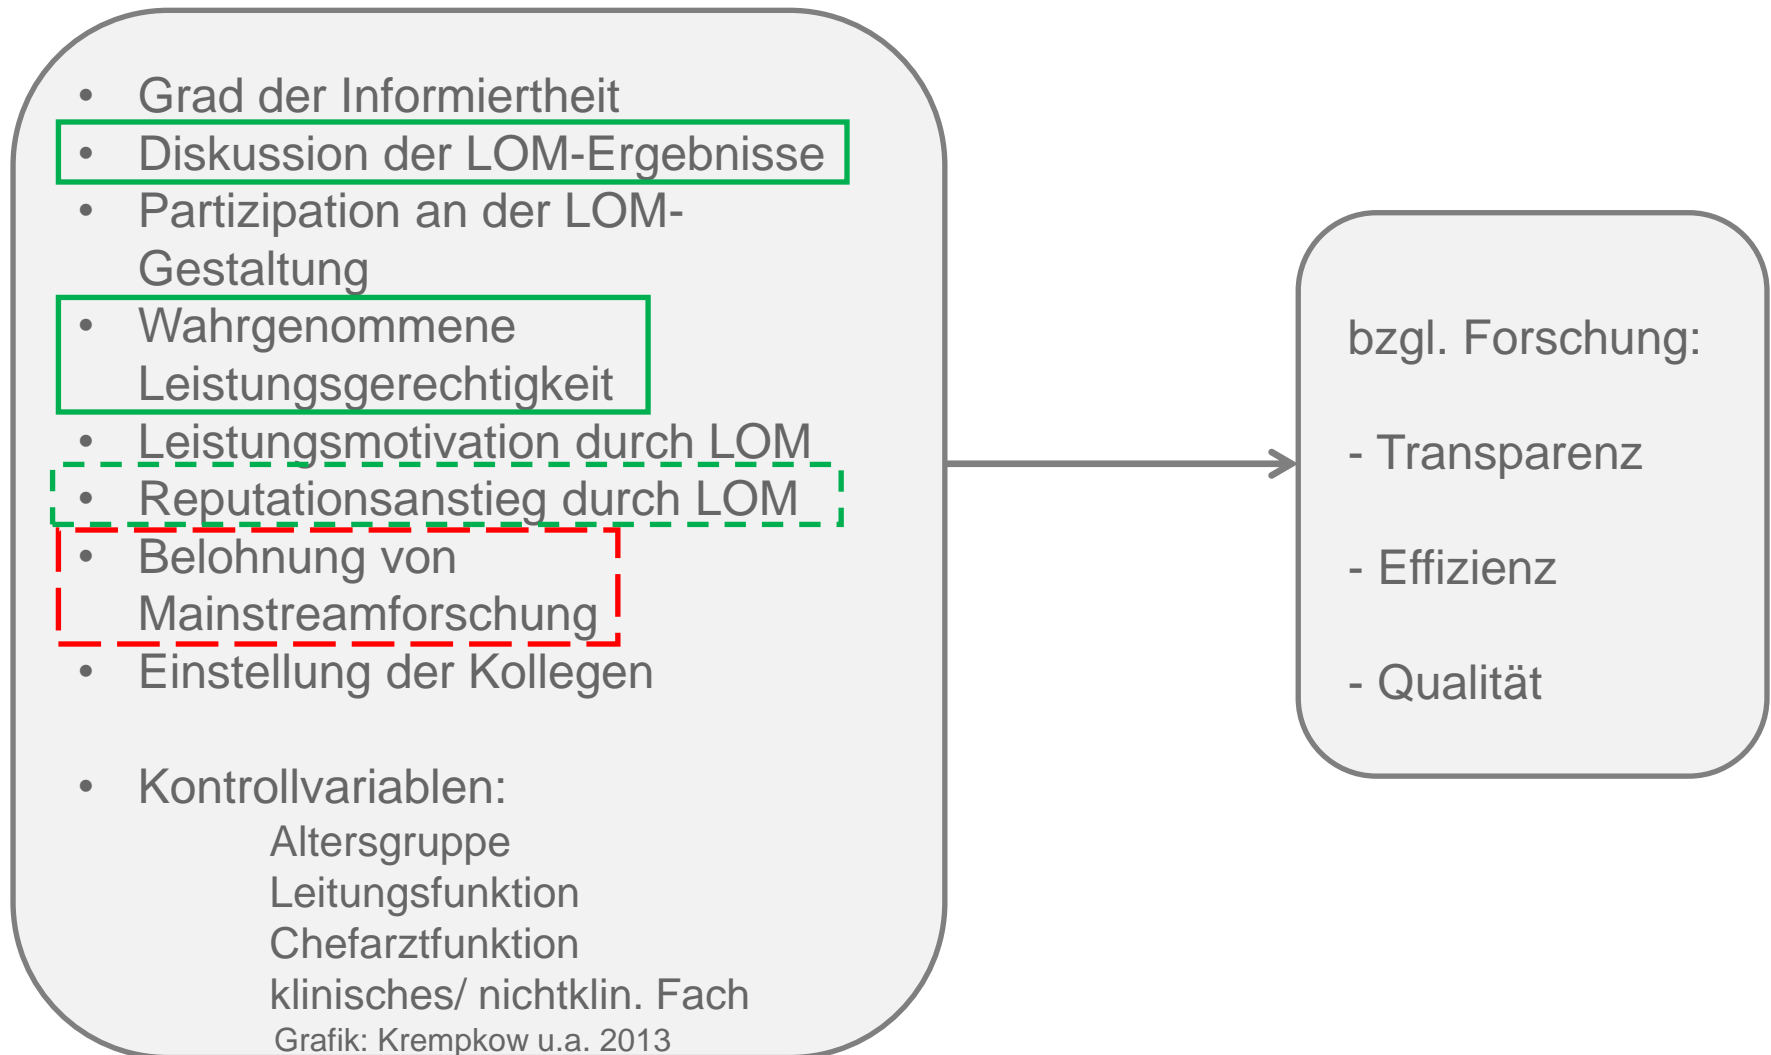 • Grad der Informiertheit
• Diskussion der LOM-Ergebnisse
• Partizipation an der LOM-
Gestaltung
• Wahrgenommene
Leistungsgerechtigkeit
• Leistungsmotivation durch LOM
• Reputationsanstieg durch LOM
• Belohnung von
Mainstreamforschung
• Einstellung der Kollegen
• Kontrollvariablen:
Altersgruppe
Leitungsfunktion
Chefarztfunktion
klinisches/ nichtklin. Fach
Grafik: Krempkow u.a. 2013
bzgl. Forschung:
- Transparenz
- Effizienz
- Qualität